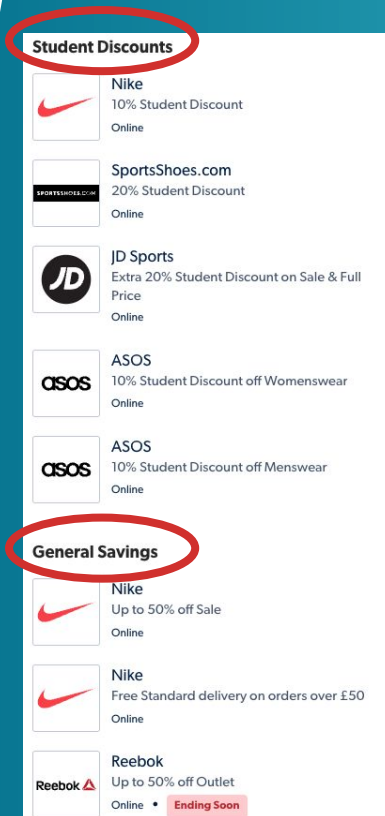 Student Discounts
Nike
10% Student Discount
Online
SPORTSSHOES.COM
SportsShoes.com
20% Student Discount
Online
JD
JD Sports
Extra 20% Student Discount on Sale & Full
Price
Online
asos
ASOS
10% Student Discount off Womenswear
Online
asos
ASOS
10% Student Discount off Menswear
Online
General Savings
Nike
Up to 50% off Sale
Online
Nike
Free Standard delivery on orders over £50
Online
Reebok
Reebok
Up to 50% off Outlet
Online • Ending Soon